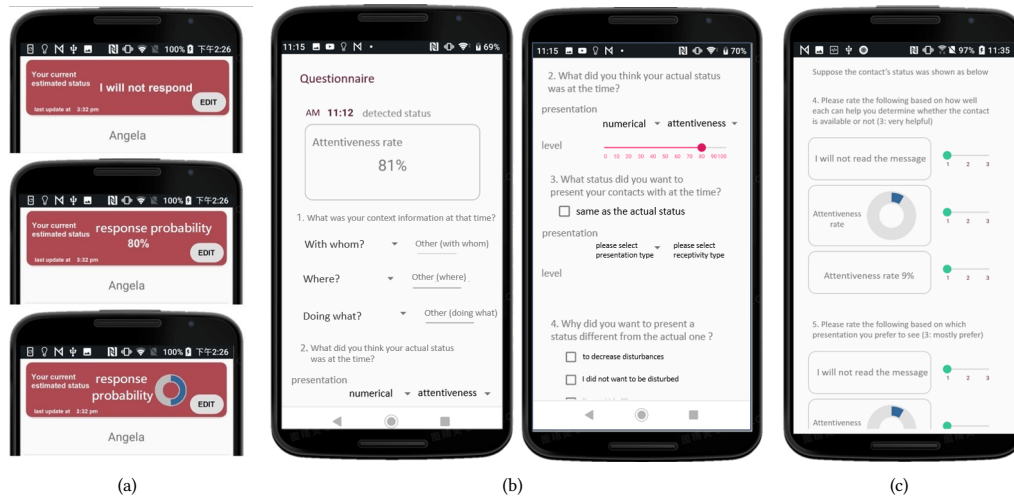 100% 下午2:26
Your current
estimated status
I will not respond
last update at 3:32 pm
EDIT
Angela
100% 下午2:26
Your current
estimated status
response probability
80%
last update at 3:32 pm
EDIT
Angela
100% 下午2:26
Your current
estimated status
response
probability
last update at 3:32 pm
EDIT
Angela
(a)
11:15 69%
Questionnaire
AM 11:12 detected status
Attentiveness rate
81%
1. What was your context information at that time?
With whom? Other (with whom)
Where? Other (where)
Doing what? Other (doing what)
2. What did you think your actual status
was at the time?
presentation
numerical attentiveness
11:15 70%
2. What did you think your actual status
was at the time?
presentation
numerical attentiveness
level
0 10 20 30 40 50 60 70 80 90 100
3. What status did you want to
present your contacts with at the time?
same as the actual status
presentation
please select
presentation type
please select
receptivity type
level
4. Why did you want to present a
status different from the actual one ?
to decrease disturbances
I did not want to be disturbed
(b)
97% 11:35
Suppose the contact's status was shown as below
4. Please rate the following based on how well
each can help you determine whether the contact
is available or not (3: very helpful)
I will not read the message
1 2 3
Attentiveness
rate
1 2 3
Attentiveness rate 9%
1 2 3
5. Please rate the following based on which
presentation you prefer to see (3: mostly prefer)
I will not read the message
1 2 3
Attentiveness
(c)